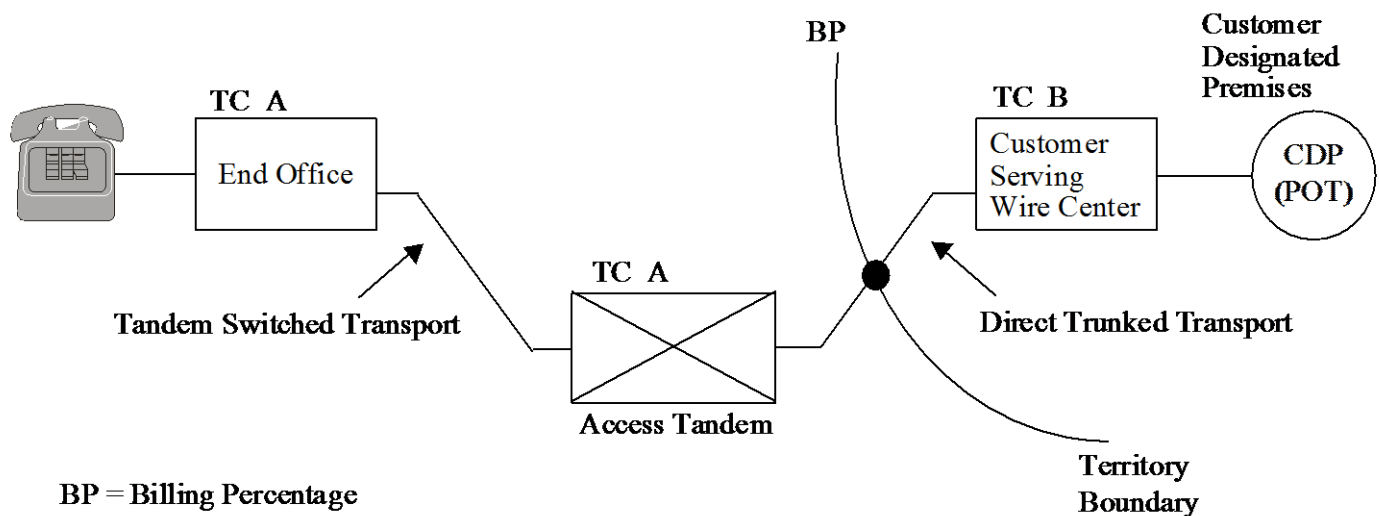 BP
Customer
Designated
Premises
TC A
TC B
End Office
Customer
Serving
Wire Center
CDP
(POT)
TC A
Tandem Switched Transport
Direct Trunked Transport
Access Tandem
Territory
Boundary
BP = Billing Percentage